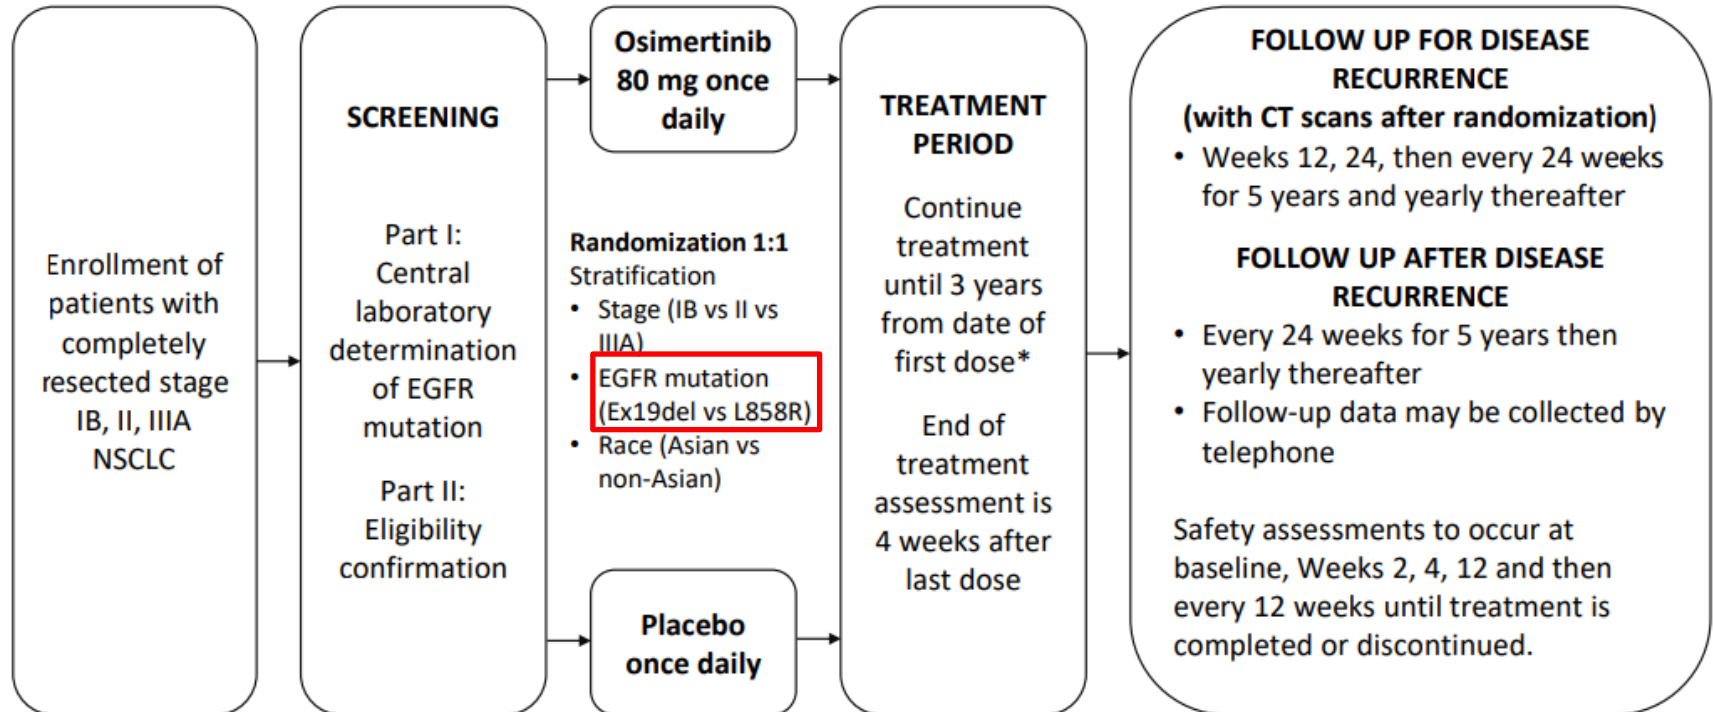 Enrollment of
patients with
completely
resected stage
IB, II, IIIA
NSCLC
SCREENING
Part I:
Central
laboratory
determination
of EGFR
mutation
Part II:
Eligibility
confirmation
Osimertinib
80 mg once
daily
Randomization 1:1
Stratification
• Stage (IB vs II vs
IIIA)
• EGFR mutation
(Ex19del vs L858R)
• Race (Asian vs
non-Asian)
Placebo
once daily
TREATMENT
PERIOD
Continue
treatment
until 3 years
from date of
first dose*
End of
treatment
assessment is
4 weeks after
last dose
FOLLOW UP FOR DISEASE
RECURRENCE
(with CT scans after randomization)
• Weeks 12, 24, then every 24 weeks
for 5 years and yearly thereafter
FOLLOW UP AFTER DISEASE
RECURRENCE
• Every 24 weeks for 5 years then
yearly thereafter
• Follow-up data may be collected by
telephone
Safety assessments to occur at
baseline, Weeks 2, 4, 12 and then
every 12 weeks until treatment is
completed or discontinued.